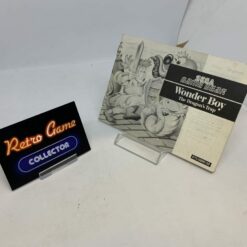 Retro Game
COLLECTOR
SEGA
GAME GEAR
Wonder Boy
The Dragon's Trap